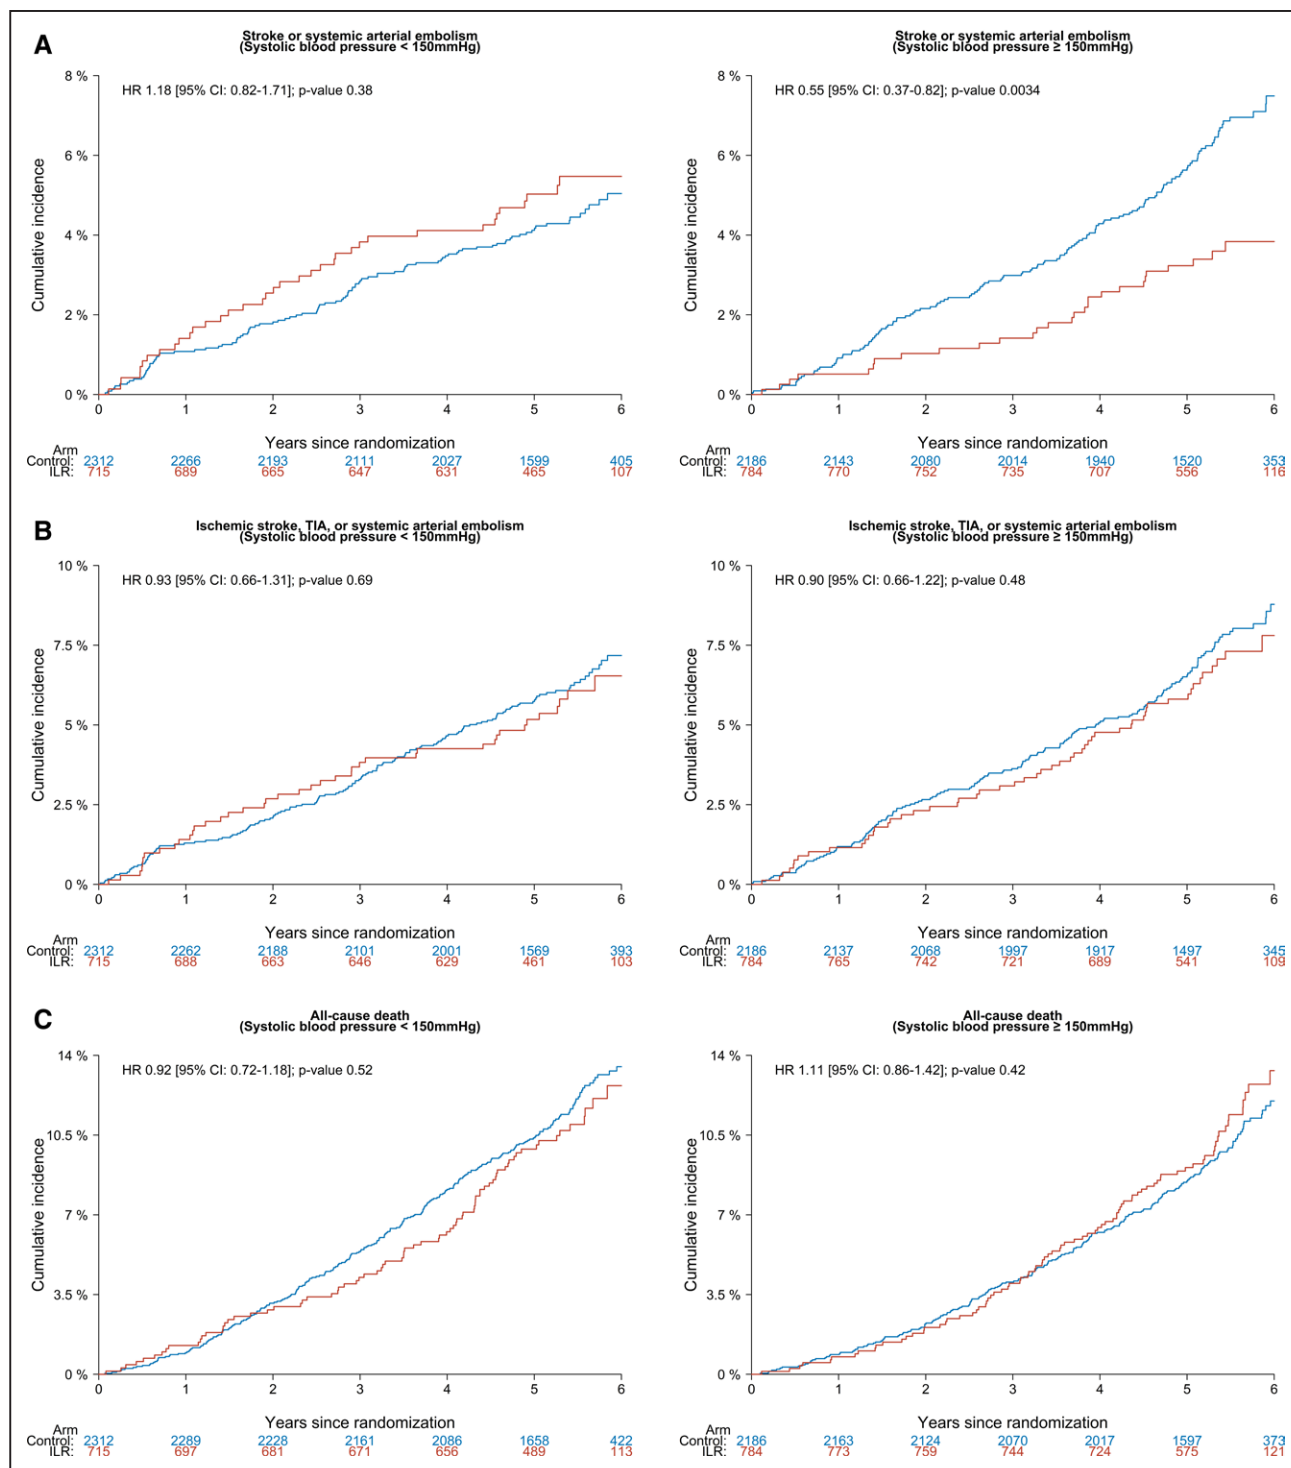 A
Stroke or systemic arterial embolism
(Systolic blood pressure < 150mmHg)
HR 1.18 [95% CI: 0.82-1.71]; p-value 0.38
8 %
6 %
4 %
2 %
0 %
Cumulative incidence
0 1 2 3 4 5 6
Years since randomization
Arm
Control: 2312 2266 2193 2111 2027 1599 405
ILR: 715 689 665 647 631 465 107
Stroke or systemic arterial embolism
(Systolic blood pressure ≥ 150mmHg)
HR 0.55 [95% CI: 0.37-0.82]; p-value 0.0034
8 %
6 %
4 %
2 %
0 %
Cumulative incidence
0 1 2 3 4 5 6
Years since randomization
Arm
Control: 2186 2143 2080 2014 1940 1520 353
ILR: 784 770 752 735 707 556 116
B
Ischemic stroke, TIA, or systemic arterial embolism
(Systolic blood pressure < 150mmHg)
HR 0.93 [95% CI: 0.66-1.31]; p-value 0.69
10 %
7.5 %
5 %
2.5 %
0 %
Cumulative incidence
0 1 2 3 4 5 6
Years since randomization
Arm
Control: 2312 2262 2188 2101 2001 1569 393
ILR: 715 688 663 646 629 461 103
Ischemic stroke, TIA, or systemic arterial embolism
(Systolic blood pressure ≥ 150mmHg)
HR 0.90 [95% CI: 0.66-1.22]; p-value 0.48
10 %
7.5 %
5 %
2.5 %
0 %
Cumulative incidence
0 1 2 3 4 5 6
Years since randomization
Arm
Control: 2186 2137 2068 1997 1917 1497 345
ILR: 784 765 742 721 689 541 109
C
All-cause death
(Systolic blood pressure < 150mmHg)
HR 0.92 [95% CI: 0.72-1.18]; p-value 0.52
14 %
10.5 %
7 %
3.5 %
0 %
Cumulative incidence
0 1 2 3 4 5 6
Years since randomization
Arm
Control: 2312 2289 2228 2161 2086 1658 422
ILR: 715 697 681 671 656 489 113
All-cause death
(Systolic blood pressure ≥ 150mmHg)
HR 1.11 [95% CI: 0.86-1.42]; p-value 0.42
14 %
10.5 %
7 %
3.5 %
0 %
Cumulative incidence
0 1 2 3 4 5 6
Years since randomization
Arm
Control: 2186 2163 2124 2070 2017 1597 373
ILR: 784 773 759 744 724 575 121